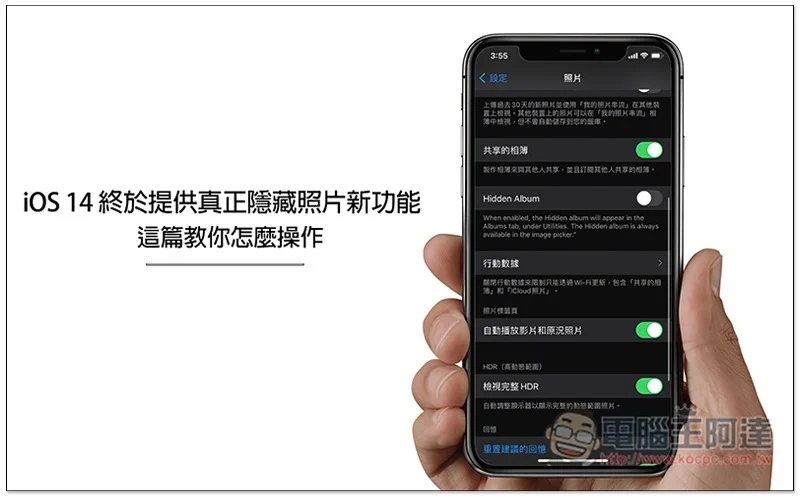 iOS 14 終於提供真正隱藏照片新功能
這篇教你怎麼操作
3:55
設定
照片
上傳過去30天的新照片並使用「我的照片串流」在其他裝
置上檢視。其他裝置上的照片可以在「我的照片串流」相
簿中檢視，但不會自動儲存到您的圖庫。
共享的相簿
製作相簿來與其他人共享，並且訂閱其他人共享的相簿。
Hidden Album
When enabled, the Hidden album will appear in the
Albums tab, under Utilities. The Hidden album is always
available in the image picker."
行動數據
關閉行動數據來限制只能透過 Wi-Fi 更新，包含「共享的相
簿」和「iCloud 照片」。
照片標籤頁
自動播放影片和原況照片
HDR（高動態範圍）
檢視完整 HDR
自動調整顯示器以顯示完整的動態範圍照片。
回憶
重置建議的回憶
電腦王阿達
www.kocpc.com.tw